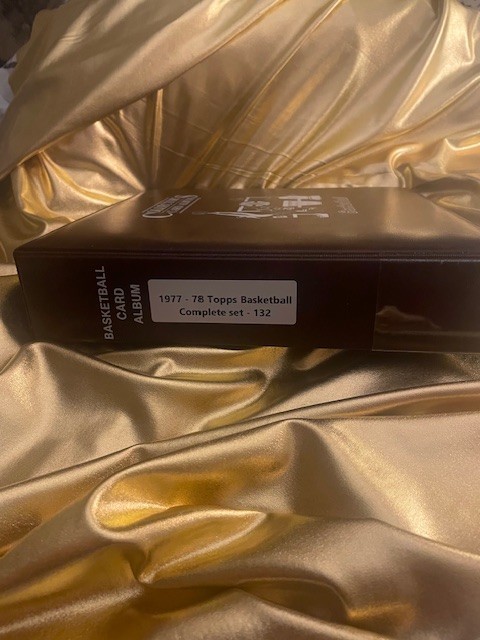 BASKETBALL
CARD
ALBUM
1977 - 78 Topps Basketball
Complete set - 132